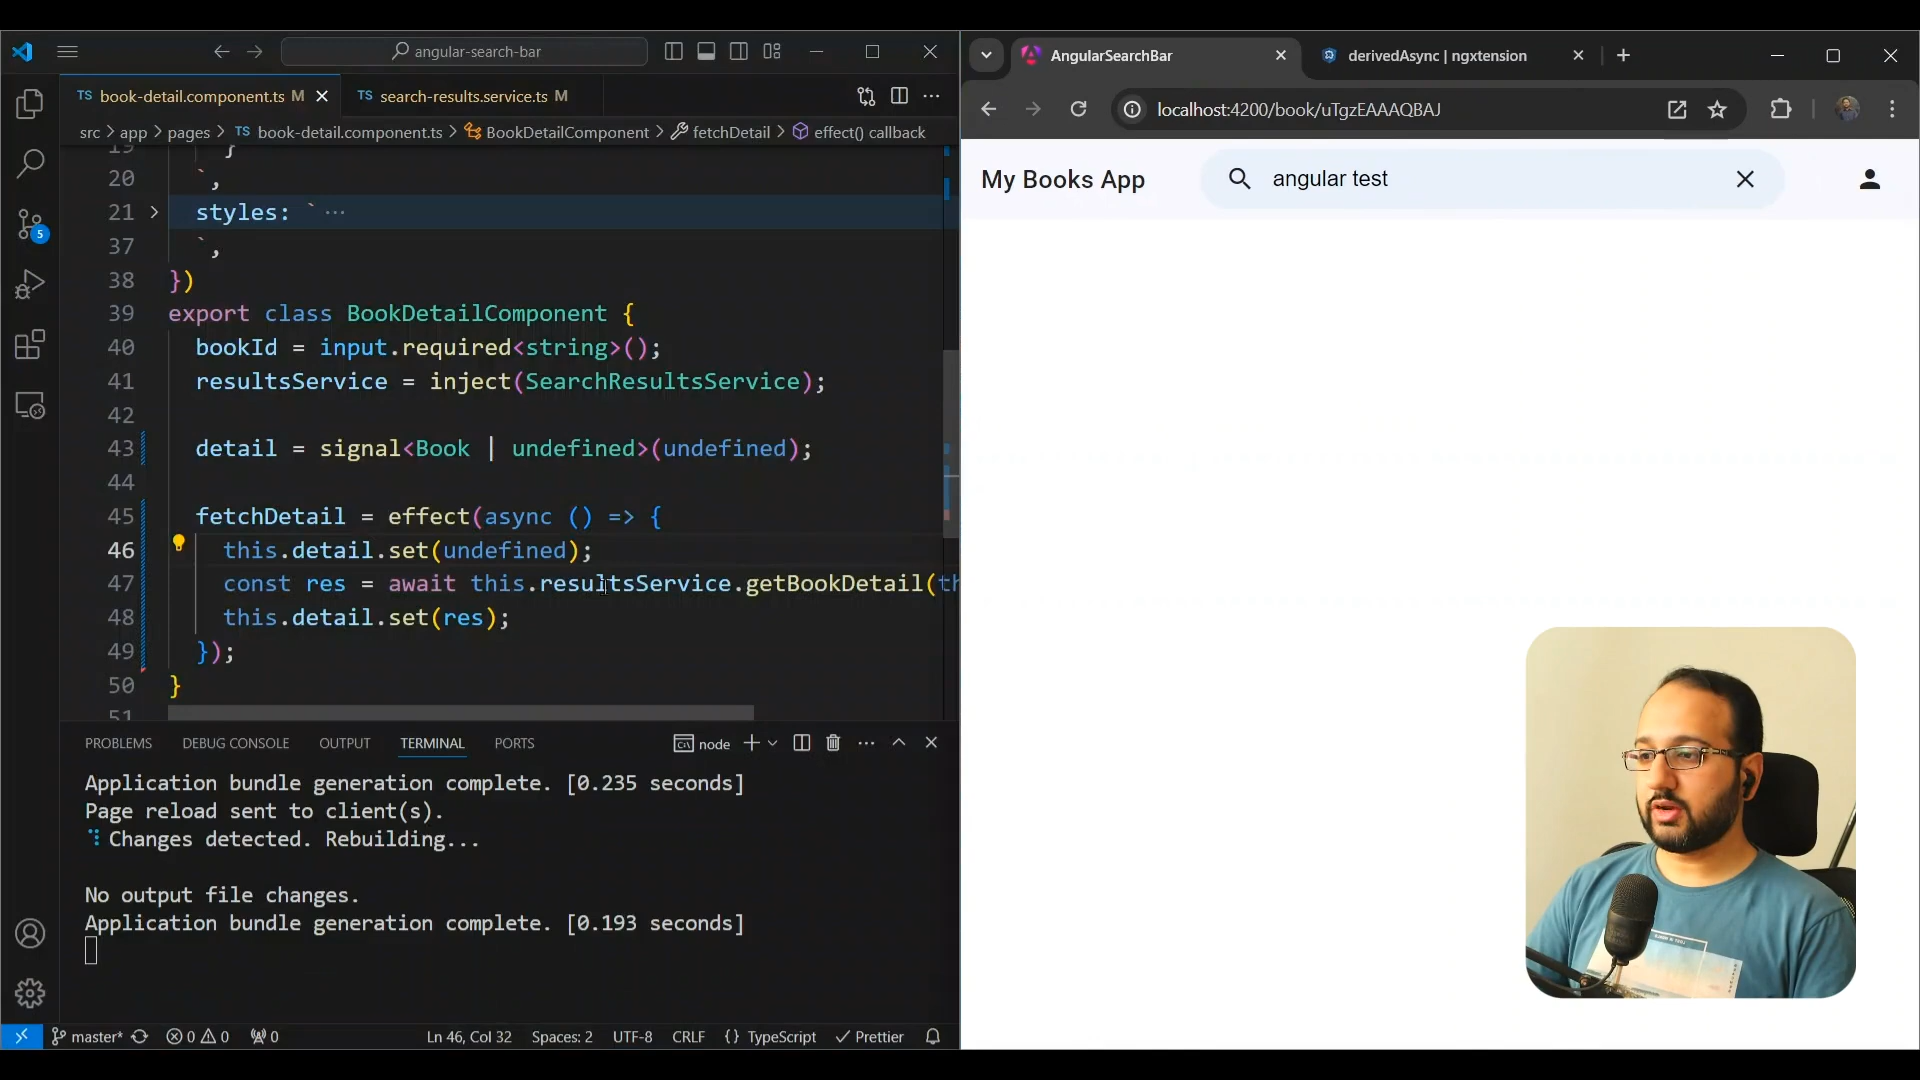 angular-search-bar
TS book-detail.component.ts M
TS search-results.service.ts M
src > app > pages > TS book-detail.component.ts > BookDetailComponent > fetchDetail > effect() callback
19 }
20 `,
21 styles: ` ···
37 `,
38 })
39 export class BookDetailComponent {
40 bookId = input.required<string>();
41 resultsService = inject(SearchResultsService);
42
43 detail = signal<Book | undefined>(undefined);
44
45 fetchDetail = effect(async () => {
46 this.detail.set(undefined);
47 const res = await this.resultsService.getBookDetail(th
48 this.detail.set(res);
49 });
50 }
51
5
PROBLEMS DEBUG CONSOLE OUTPUT TERMINAL PORTS
node
Application bundle generation complete. [0.235 seconds]
Page reload sent to client(s).
Changes detected. Rebuilding...
No output file changes.
Application bundle generation complete. [0.193 seconds]
master* 0 0 0 Ln 46, Col 32 Spaces: 2 UTF-8 CRLF {} TypeScript Prettier
AngularSearchBar
derivedAsync | ngxtension
localhost:4200/book/uTgzEAAAQBAJ
My Books App
angular test